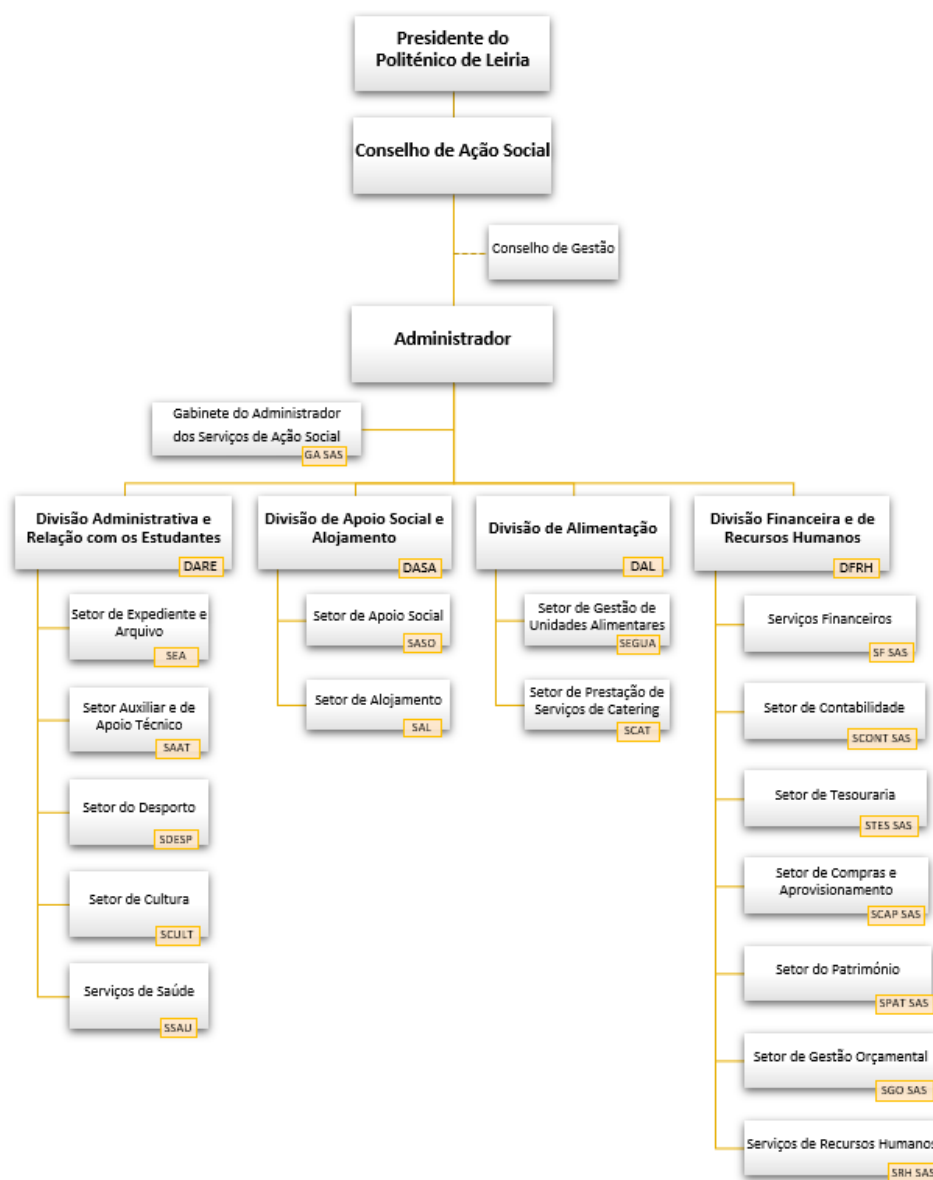 Presidente do
Politénico de Leiria
Conselho de Ação Social
Conselho de Gestão
Administrador
Gabinete do Administrador
dos Serviços de Ação Social
GA SAS
Divisão Administrativa e
Relação com os Estudantes
DARE
Setor de Expediente e
Arquivo
SEA
Setor Auxiliar e de
Apoio Técnico
SAAT
Setor do Desporto
SDESP
Setor de Cultura
SCULT
Serviços de Saúde
SSAU
Divisão de Apoio Social e
Alojamento
DASA
Setor de Apoio Social
SASO
Setor de Alojamento
SAL
Divisão de Alimentação
DAL
Setor de Gestão de
Unidades Alimentares
SEGUA
Setor de Prestação de
Serviços de Catering
SCAT
Divisão Financeira e de
Recursos Humanos
DFRH
Serviços Financeiros
SF SAS
Setor de Contabilidade
SCONT SAS
Setor de Tesouraria
STES SAS
Setor de Compras e
Aprovisionamento
SCAP SAS
Setor do Património
SPAT SAS
Setor de Gestão Orçamental
SGO SAS
Serviços de Recursos Humanos
SRH SAS